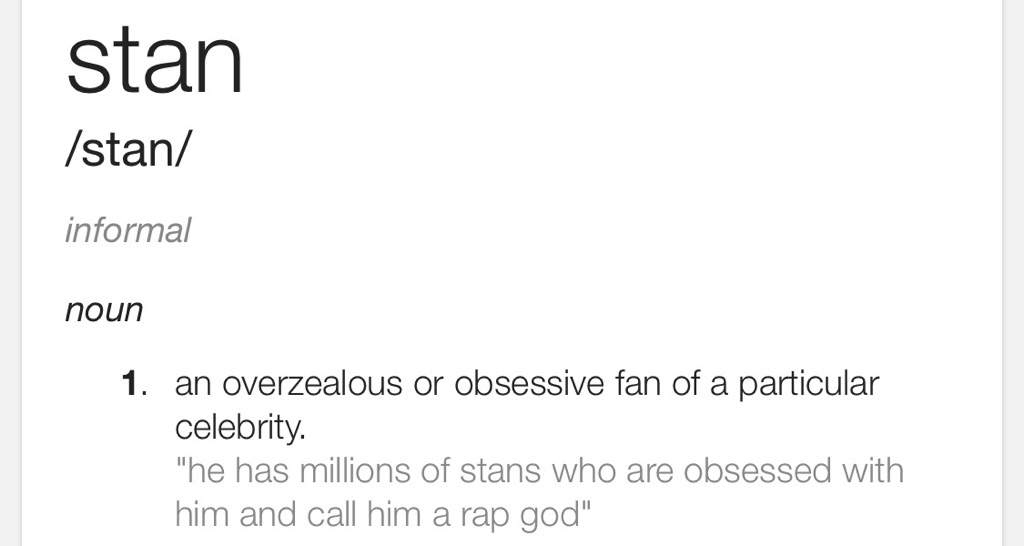 stan
/stan/
informal
noun
1. an overzealous or obsessive fan of a particular
celebrity.
"he has millions of stans who are obsessed with
him and call him a rap god"